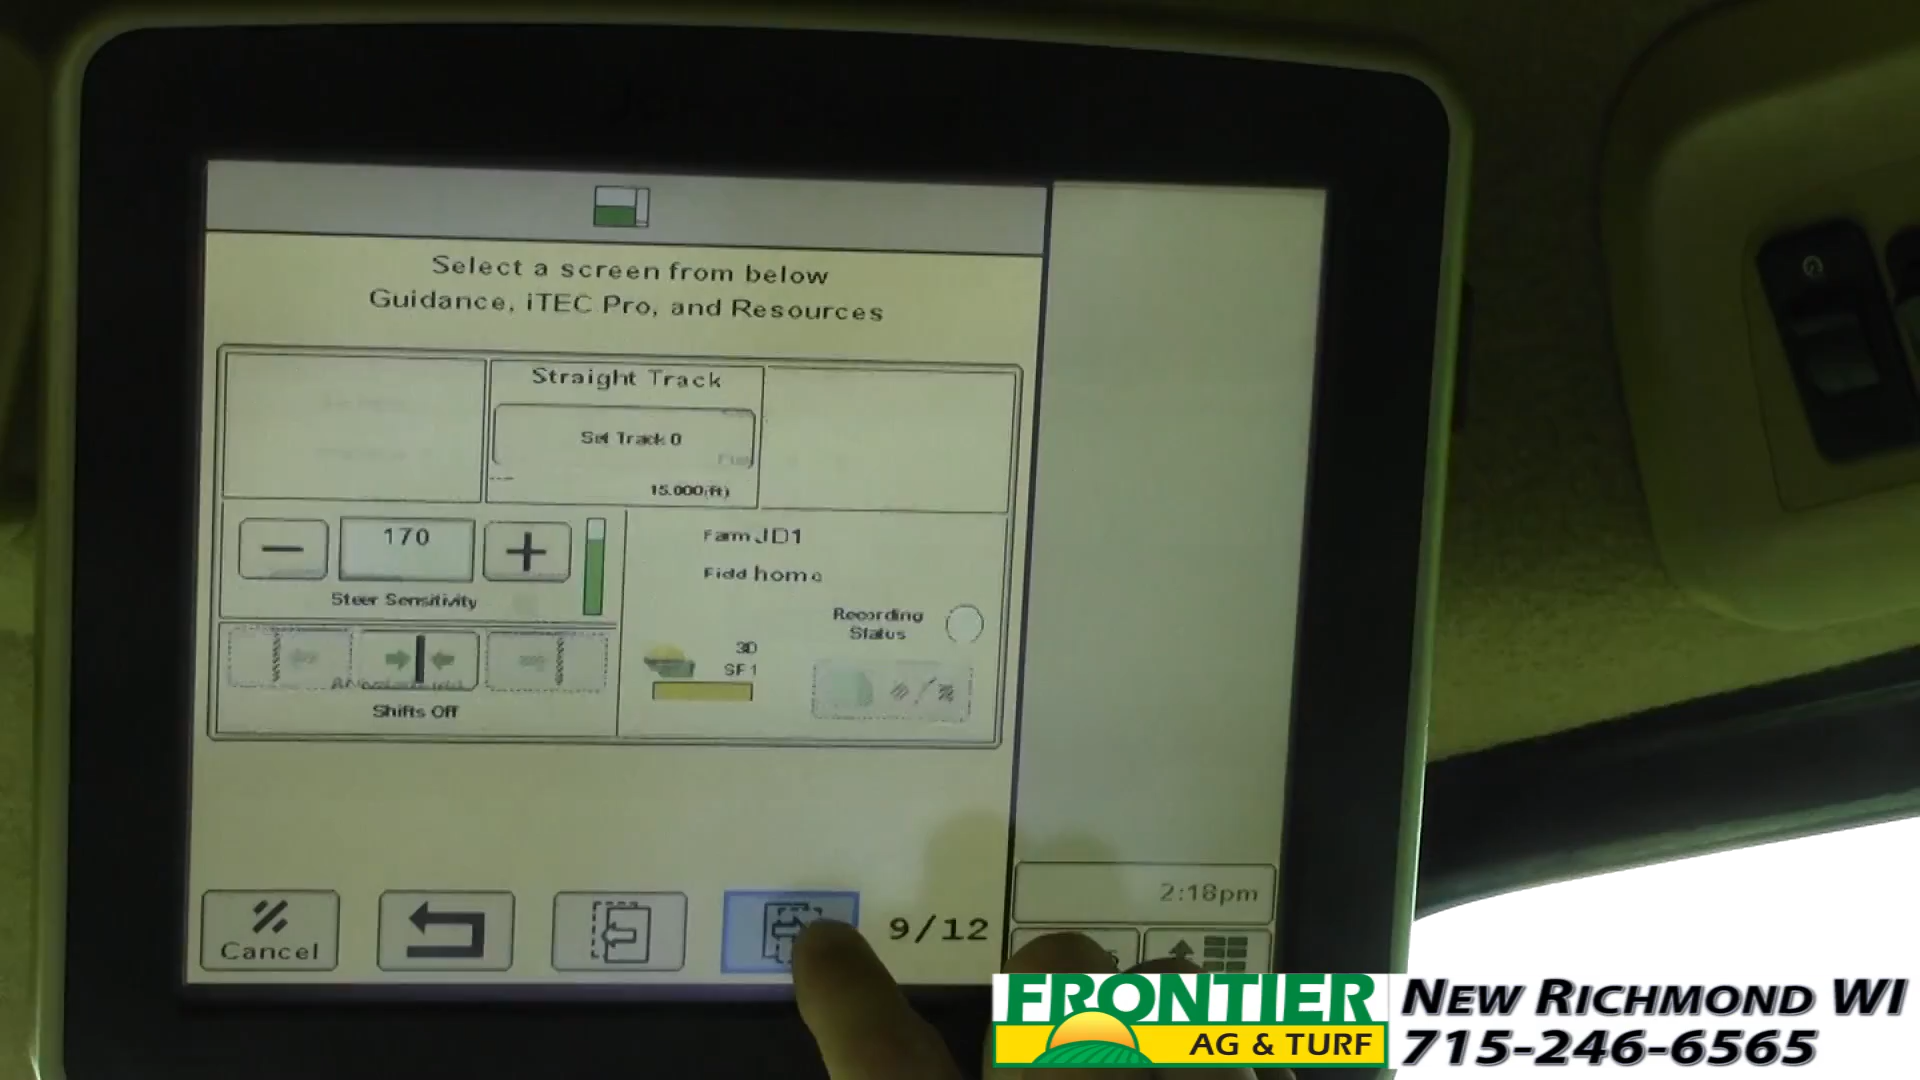 Select a screen from below
Guidance, iTEC Pro, and Resources
Straight Track
Set Track 0
15.000(ft)
170
Steer Sensitivity
Shifts Off
Farm JD1
Field home
Recording
Status
3D
SF1
Cancel
9/12
2:18pm
FRONTIER
AG & TURF
NEW RICHMOND WI
715-246-6565